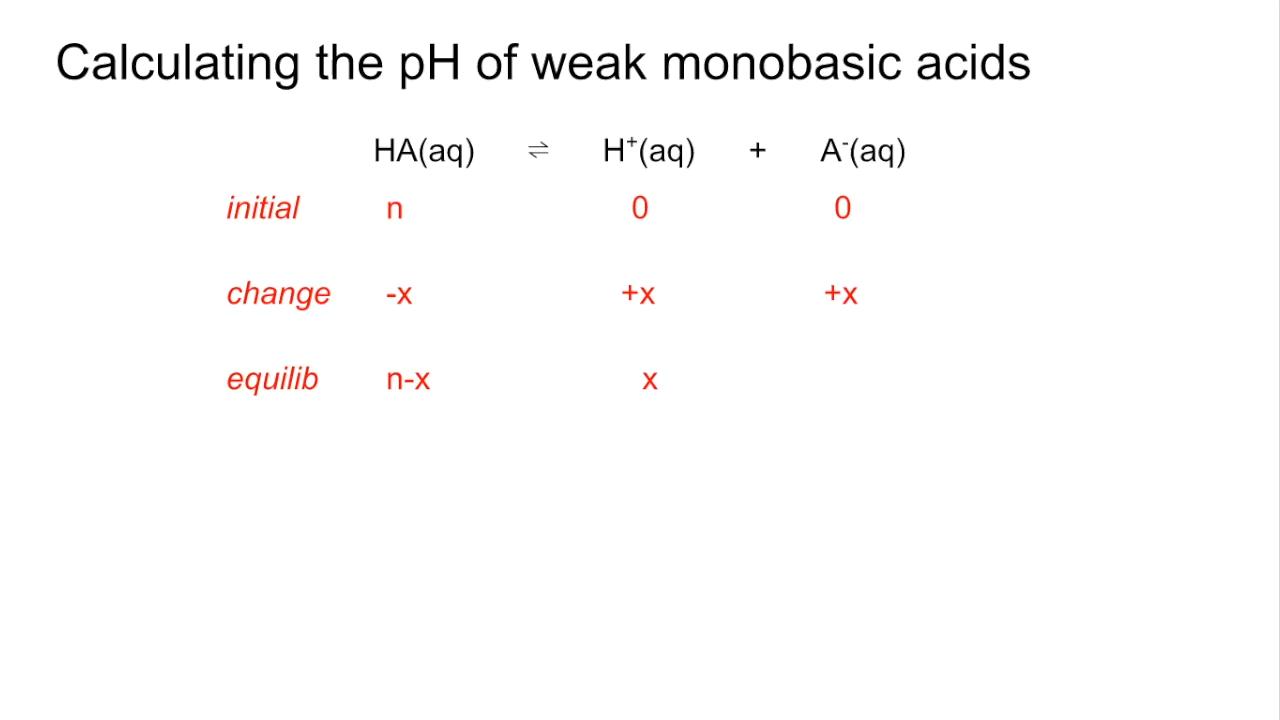 Calculating the pH of weak monobasic acids
HA(aq) ⇌ H⁺(aq) + A⁻(aq)
initial n 0 0
change -x +x +x
equilib n-x x